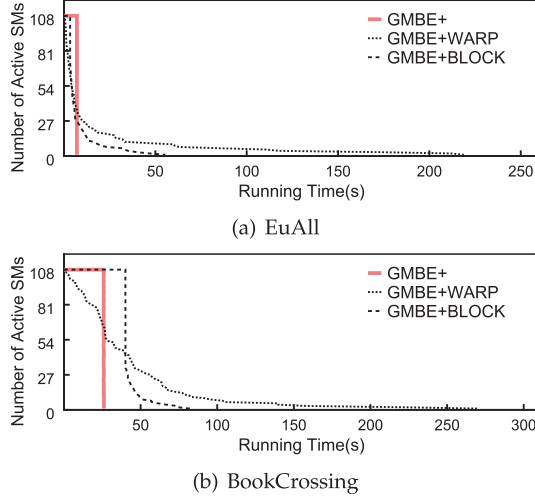 Number of Active SMs
108
81
54
27
0
GMBE+
GMBE+WARP
GMBE+BLOCK
50 100 150 200 250
Running Time(s)
(a) EuAll
Number of Active SMs
108
81
54
27
0
GMBE+
GMBE+WARP
GMBE+BLOCK
50 100 150 200 250 300
Running Time(s)
(b) BookCrossing